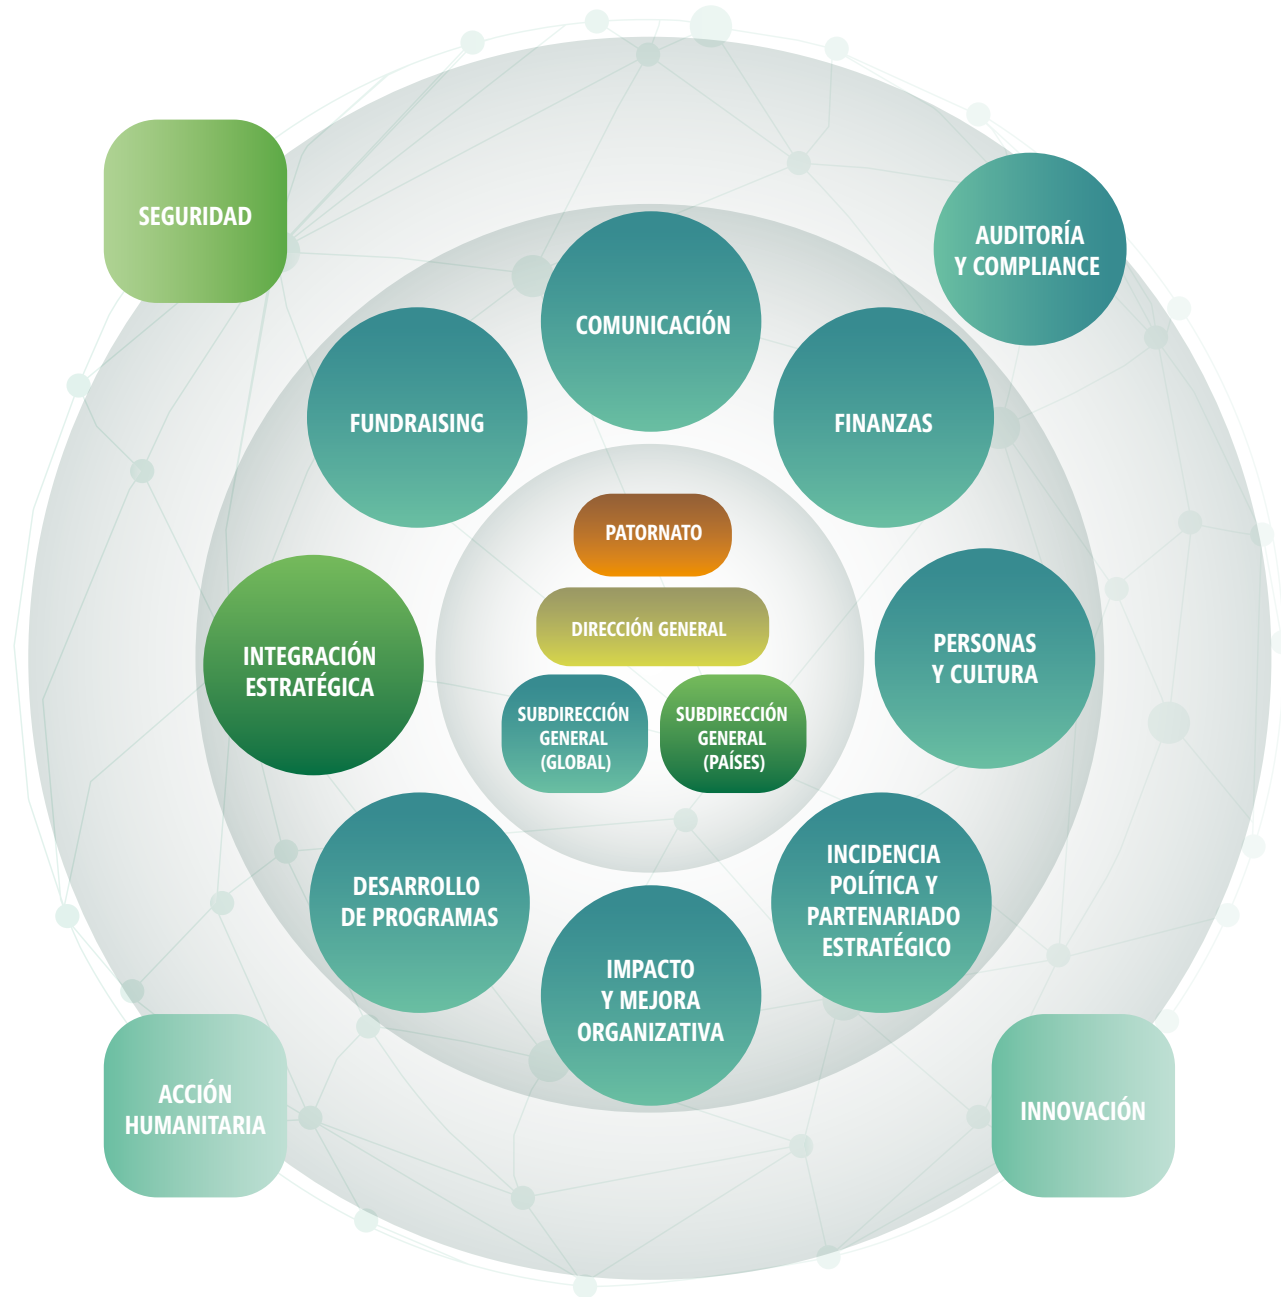 SEGURIDAD
AUDITORÍA
Y COMPLIANCE
COMUNICACIÓN
FUNDRAISING
FINANZAS
PATORNATO
DIRECCIÓN GENERAL
SUBDIRECCIÓN
GENERAL
(GLOBAL)
SUBDIRECCIÓN
GENERAL
(PAÍSES)
INTEGRACIÓN
ESTRATÉGICA
PERSONAS
Y CULTURA
DESARROLLO
DE PROGRAMAS
INCIDENCIA
POLÍTICA Y
PARTENARIADO
ESTRATÉGICO
IMPACTO
Y MEJORA
ORGANIZATIVA
ACCIÓN
HUMANITARIA
INNOVACIÓN